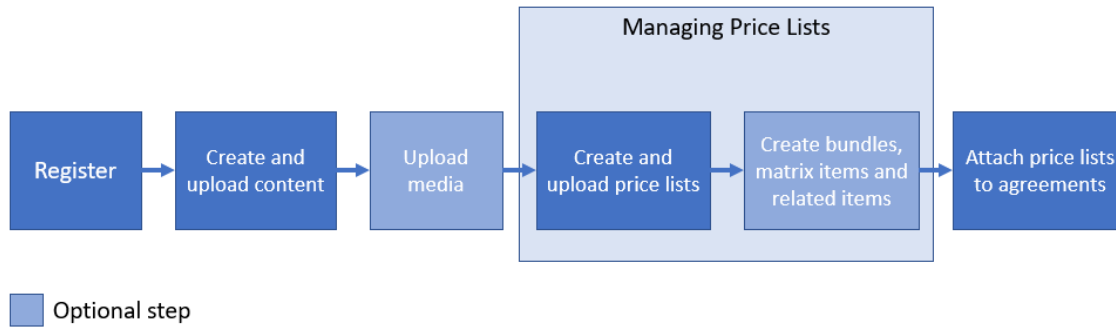 Managing Price Lists
Register
Create and
upload content
Upload
media
Create and
upload price lists
Create bundles,
matrix items and
related items
Attach price lists
to agreements
Optional step